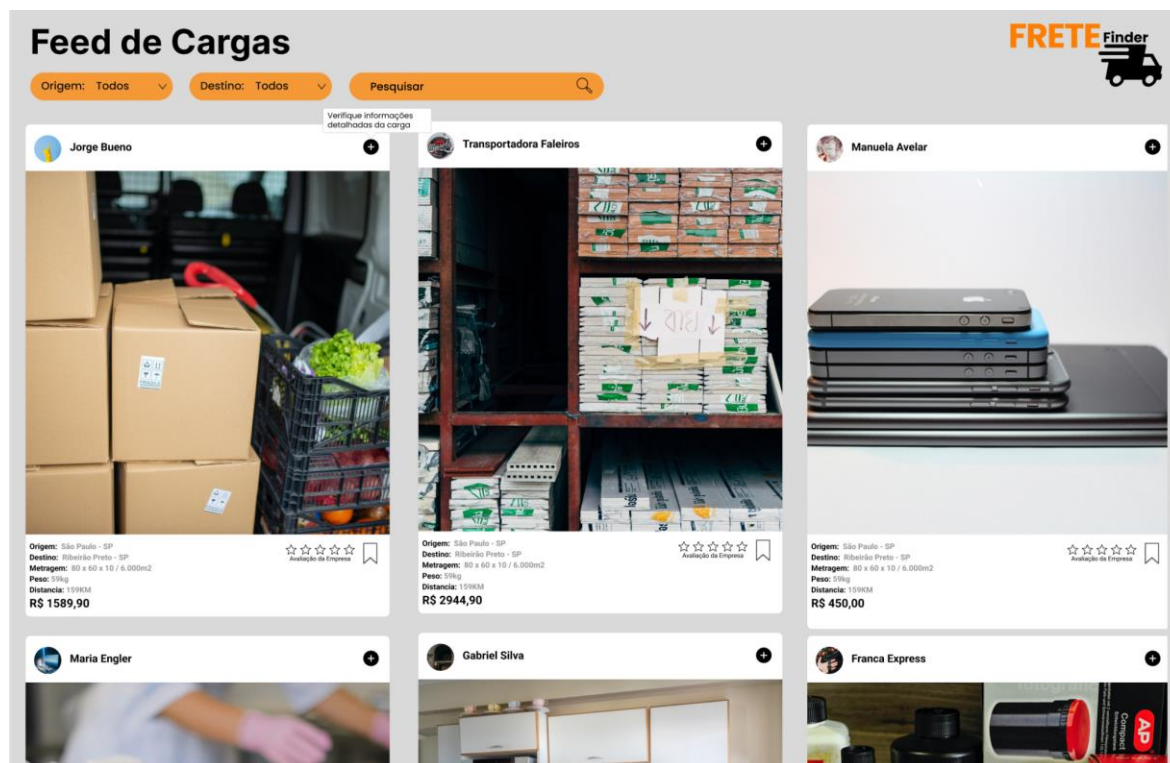 Feed de Cargas
FRETE Finder
Origem: Todos
Destino: Todos
Pesquisar
Verifique informações
detalhadas da carga
Jorge Bueno
Transportadora Faleiros
Manuela Avelar
Origem: São Paulo - SP
Destino: Ribeirão Preto - SP
Metragem: 80 x 60 x 10 / 6.000m2
Peso: 59kg
Distancia: 159KM
R$ 1589,90
Avaliação da Empresa
Origem: São Paulo - SP
Destino: Ribeirão Preto - SP
Metragem: 80 x 60 x 10 / 6.000m2
Peso: 59kg
Distancia: 159KM
R$ 2944,90
Avaliação da Empresa
Origem: São Paulo - SP
Destino: Ribeirão Preto - SP
Metragem: 80 x 60 x 10 / 6.000m2
Peso: 59kg
Distancia: 159KM
R$ 450,00
Avaliação da Empresa
Maria Engler
Gabriel Silva
Franca Express
Compact
AP